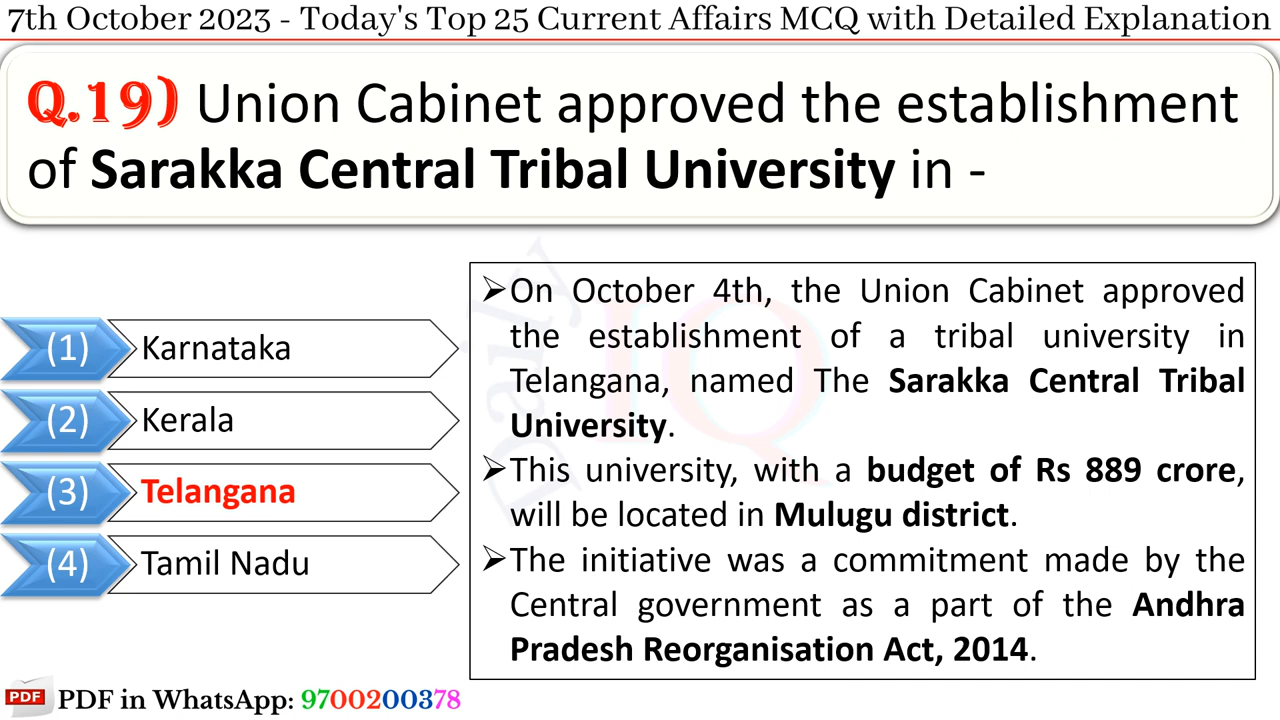 7th October 2023 - Today's Top 25 Current Affairs MCQ with Detailed Explanation
Q.19) Union Cabinet approved the establishment
of Sarakka Central Tribal University in -
(1) Karnataka
(2) Kerala
(3) Telangana
(4) Tamil Nadu
➢On October 4th, the Union Cabinet approved
the establishment of a tribal university in
Telangana, named The Sarakka Central Tribal
University.
➢This university, with a budget of Rs 889 crore,
will be located in Mulugu district.
➢The initiative was a commitment made by the
Central government as a part of the Andhra
Pradesh Reorganisation Act, 2014.
Daily
IQ
PDF PDF in WhatsApp: 9700200378